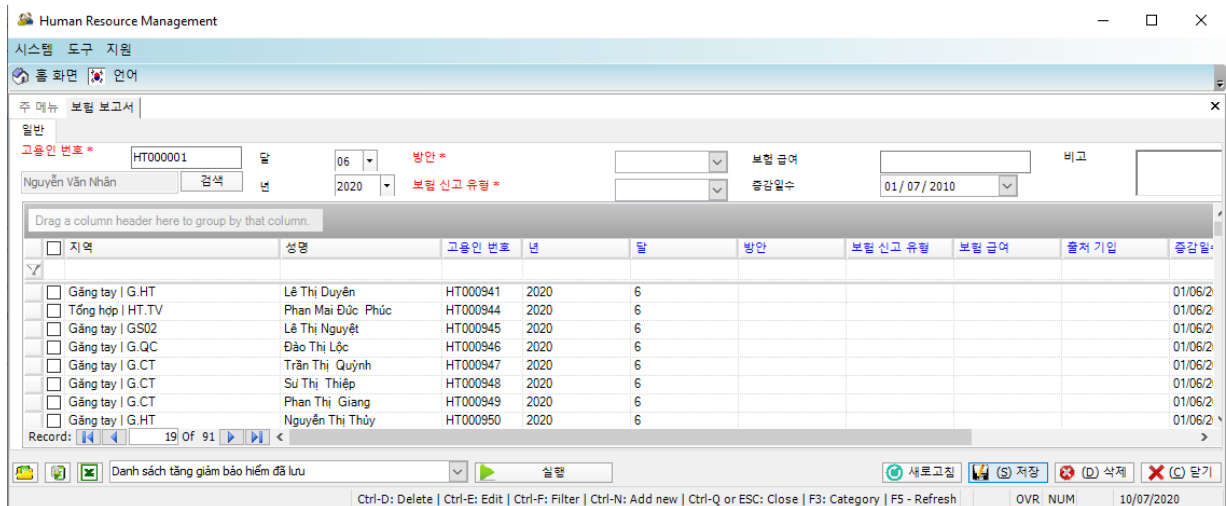 Human Resource Management
시스템 도구 지원
홈 화면 언어
주 메뉴 보험 보고서
일반
고용인 번호 * HT000001 달 06 방안 * 보험 급여 비고
Nguyễn Văn Nhân 검색 년 2020 보험 신고 유형 * 증감일수 01/07/2010
Drag a column header here to group by that column.
지역 성명 고용인 번호 년 달 방안 보험 신고 유형 보험 급여 출처 기입 증감일
Găng tay | G.HT Lê Thị Duyên HT000941 2020 6 01/06/2
Tổng hợp | HT.TV Phan Mai Đức Phúc HT000944 2020 6 01/06/2
Găng tay | GS02 Lê Thị Nguyệt HT000945 2020 6 01/06/2
Găng tay | G.QC Đào Thị Lộc HT000946 2020 6 01/06/2
Găng tay | G.CT Trần Thị Quỳnh HT000947 2020 6 01/06/2
Găng tay | G.CT Sư Thị Thiệp HT000948 2020 6 01/06/2
Găng tay | G.CT Phan Thị Giang HT000949 2020 6 01/06/2
Găng tay | G.HT Nguyễn Thị Thủy HT000950 2020 6 01/06/2
Record: 19 Of 91
Danh sách tăng giảm bảo hiểm đã lưu 실행 새로고침 (S) 저장 (D) 삭제 (C) 닫기
Ctrl-D: Delete | Ctrl-E: Edit | Ctrl-F: Filter | Ctrl-N: Add new | Ctrl-Q or ESC: Close | F3: Category | F5 - Refresh OVR NUM 10/07/2020